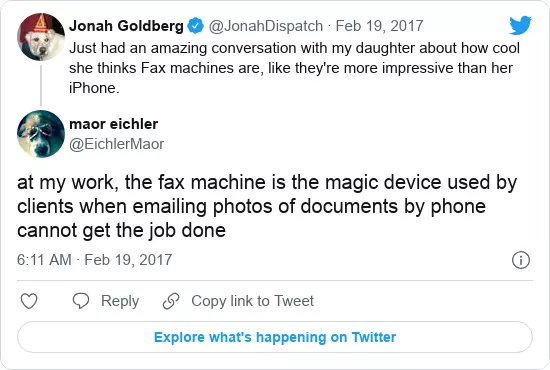 Jonah Goldberg @JonahDispatch · Feb 19, 2017
Just had an amazing conversation with my daughter about how cool
she thinks Fax machines are, like they're more impressive than her
iPhone.
maor eichler
@EichlerMaor
at my work, the fax machine is the magic device used by
clients when emailing photos of documents by phone
cannot get the job done
6:11 AM · Feb 19, 2017
Reply
Copy link to Tweet
Explore what's happening on Twitter